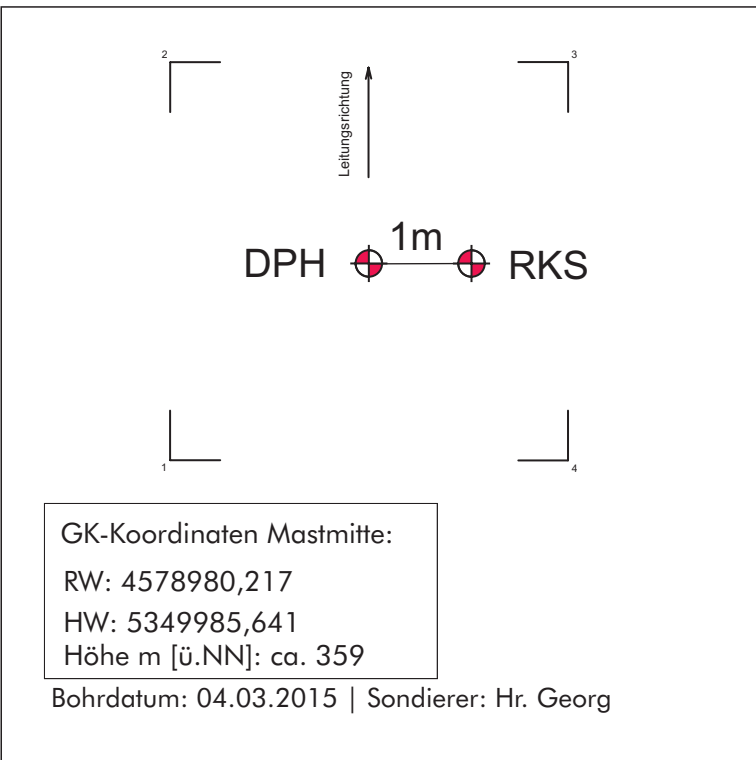 2
3
Leitungsrichtung
1m
DPH
RKS
1
4
GK-Koordinaten Mastmitte:
RW: 4578980,217
HW: 5349985,641
Höhe m [ü.NN]: ca. 359
Bohrdatum: 04.03.2015 | Sondierer: Hr. Georg